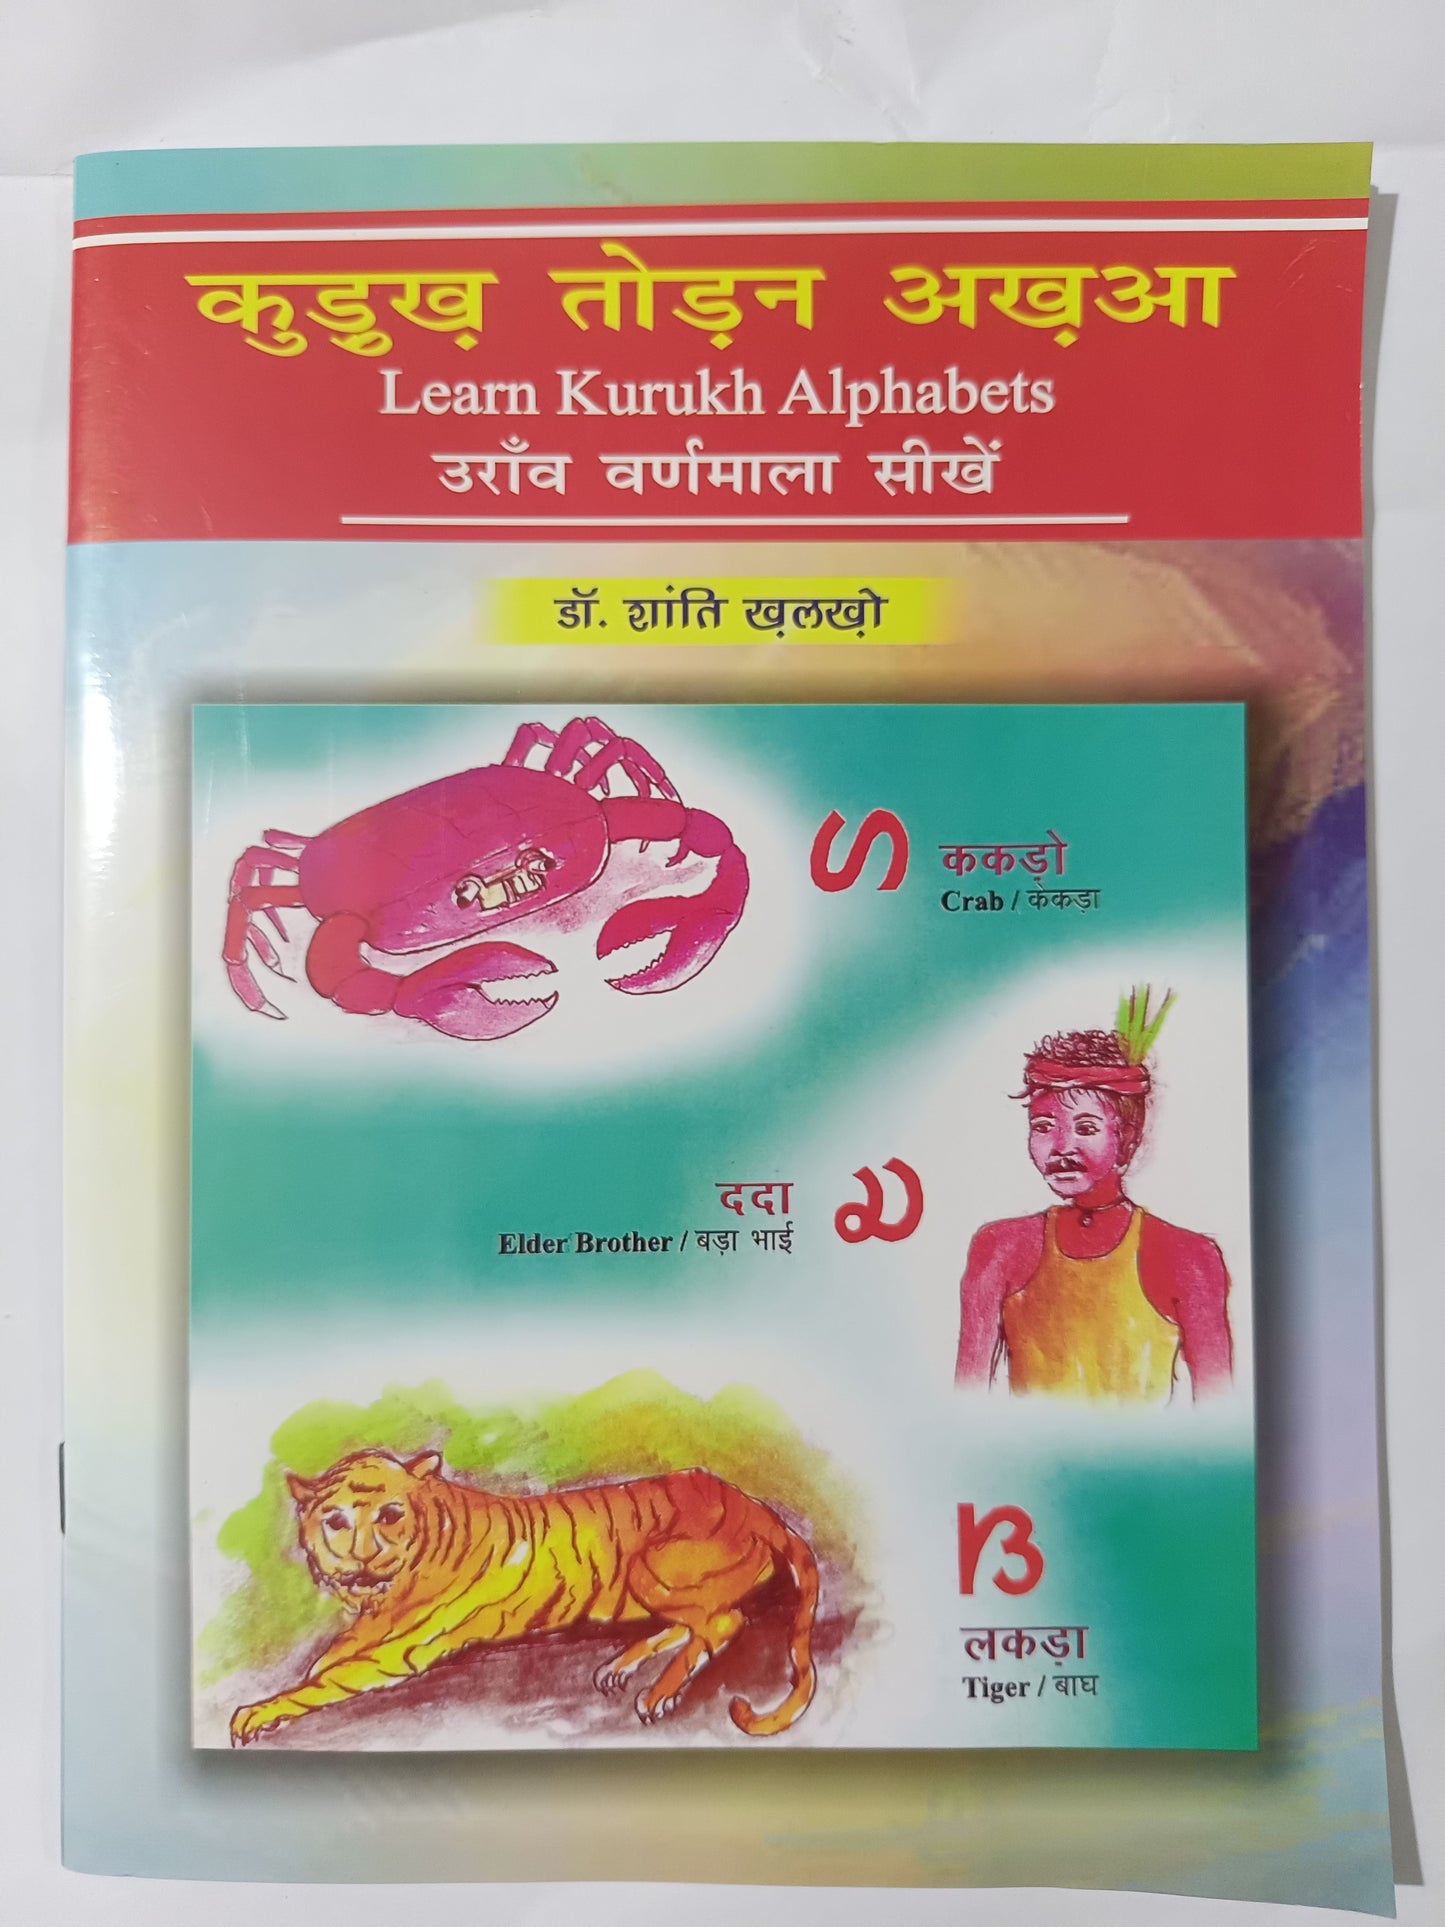 कुड़ुख़ तोड़न अख़आ
Learn Kurukh Alphabets
उराँव वर्णमाला सीखें
डॉ. शांति ख़लख़ो
ककड़ो
Crab / केकड़ा
ददा
Elder Brother / बड़ा भाई
लकड़ा
Tiger / बाघ